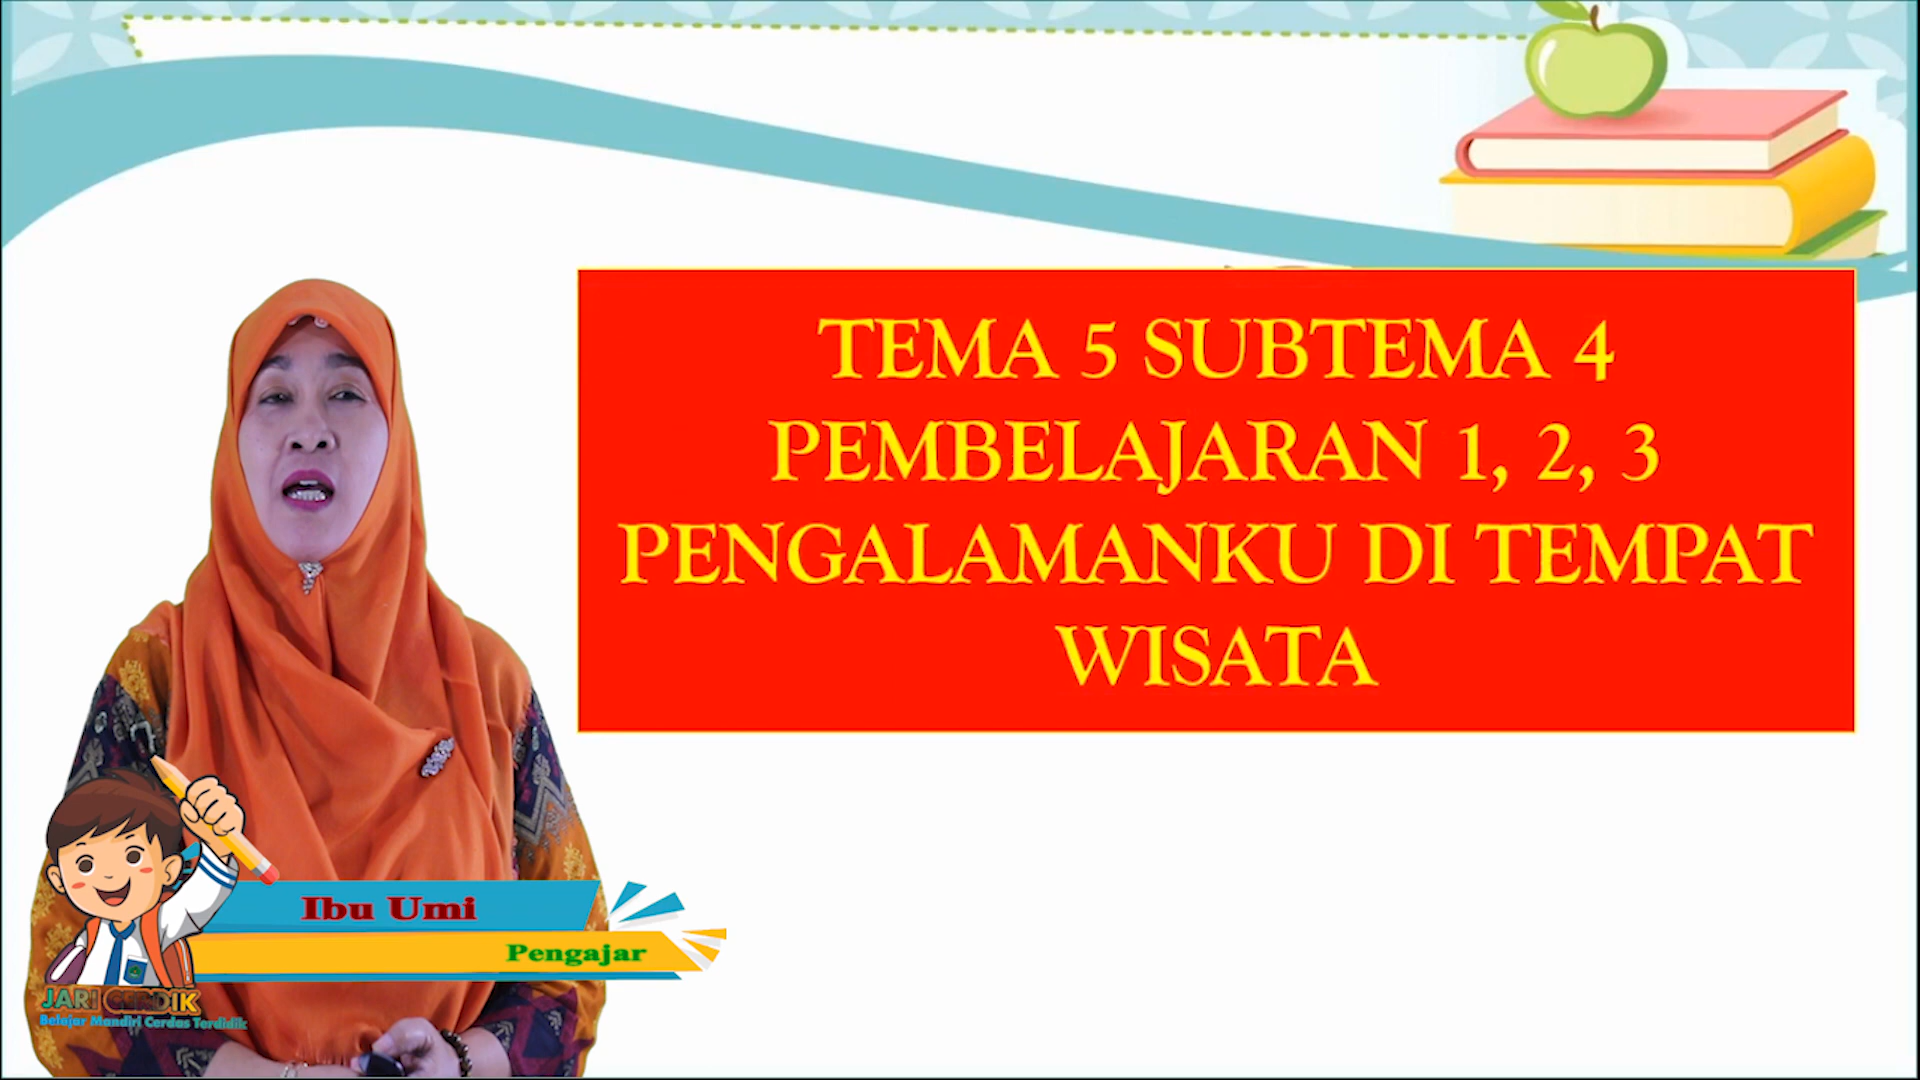 TEMA 5 SUBTEMA 4
PEMBELAJARAN 1, 2, 3
PENGALAMANKU DI TEMPAT
WISATA
Ibu Umi
Pengajar
JARI CERDIK
Belajar Mandiri Cerdas Terdidik